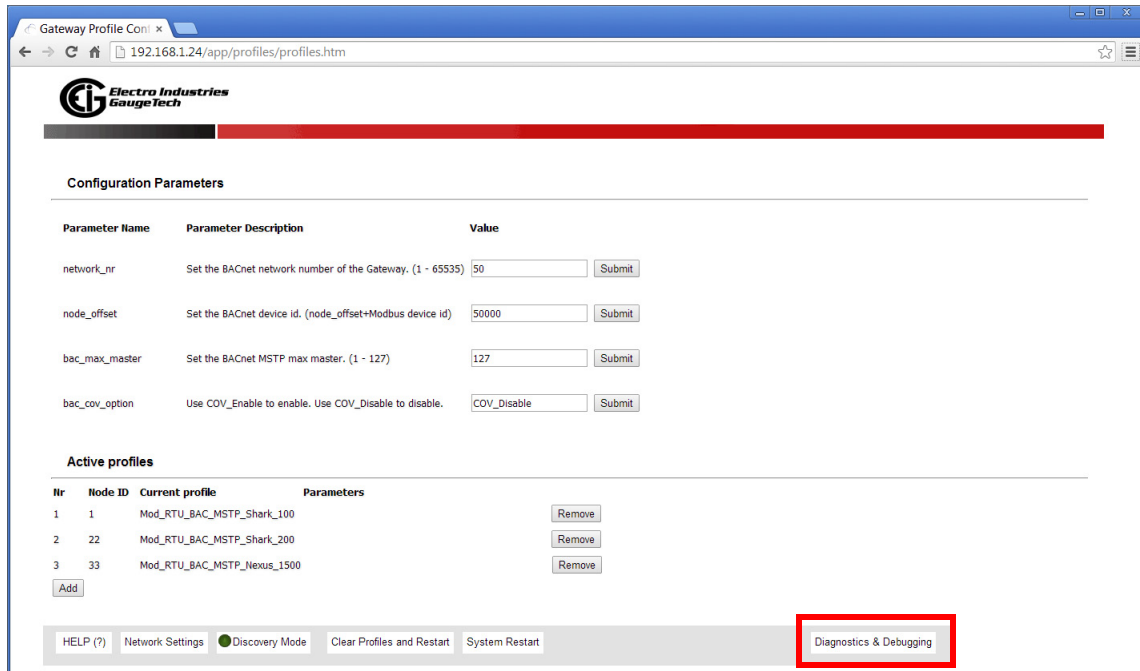 Gateway Profile Conf ×
192.168.1.24/app/profiles/profiles.htm
EIG Electro Industries
GaugeTech
Configuration Parameters
Parameter Name Parameter Description Value
network_nr Set the BACnet network number of the Gateway. (1 - 65535) 50 Submit
node_offset Set the BACnet device id. (node_offset+Modbus device id) 50000 Submit
bac_max_master Set the BACnet MSTP max master. (1 - 127) 127 Submit
bac_cov_option Use COV_Enable to enable. Use COV_Disable to disable. COV_Disable Submit
Active profiles
Nr Node ID Current profile Parameters
1 1 Mod_RTU_BAC_MSTP_Shark_100 Remove
2 22 Mod_RTU_BAC_MSTP_Shark_200 Remove
3 33 Mod_RTU_BAC_MSTP_Nexus_1500 Remove
Add
HELP (?) Network Settings Discovery Mode Clear Profiles and Restart System Restart Diagnostics & Debugging